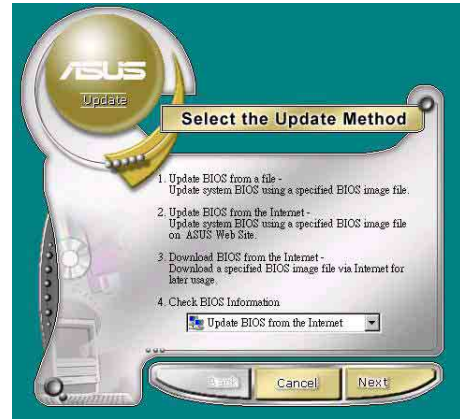 ASUS
Update
Select the Update Method
1. Update BIOS from a file -
Update system BIOS using a specified BIOS image file.
2. Update BIOS from the Internet -
Update system BIOS using a specified BIOS image file
on ASUS Web Site.
3. Download BIOS from the Internet -
Download a specified BIOS image file via Internet for
later usage.
4. Check BIOS Information
Update BIOS from the Internet
Back
Cancel
Next